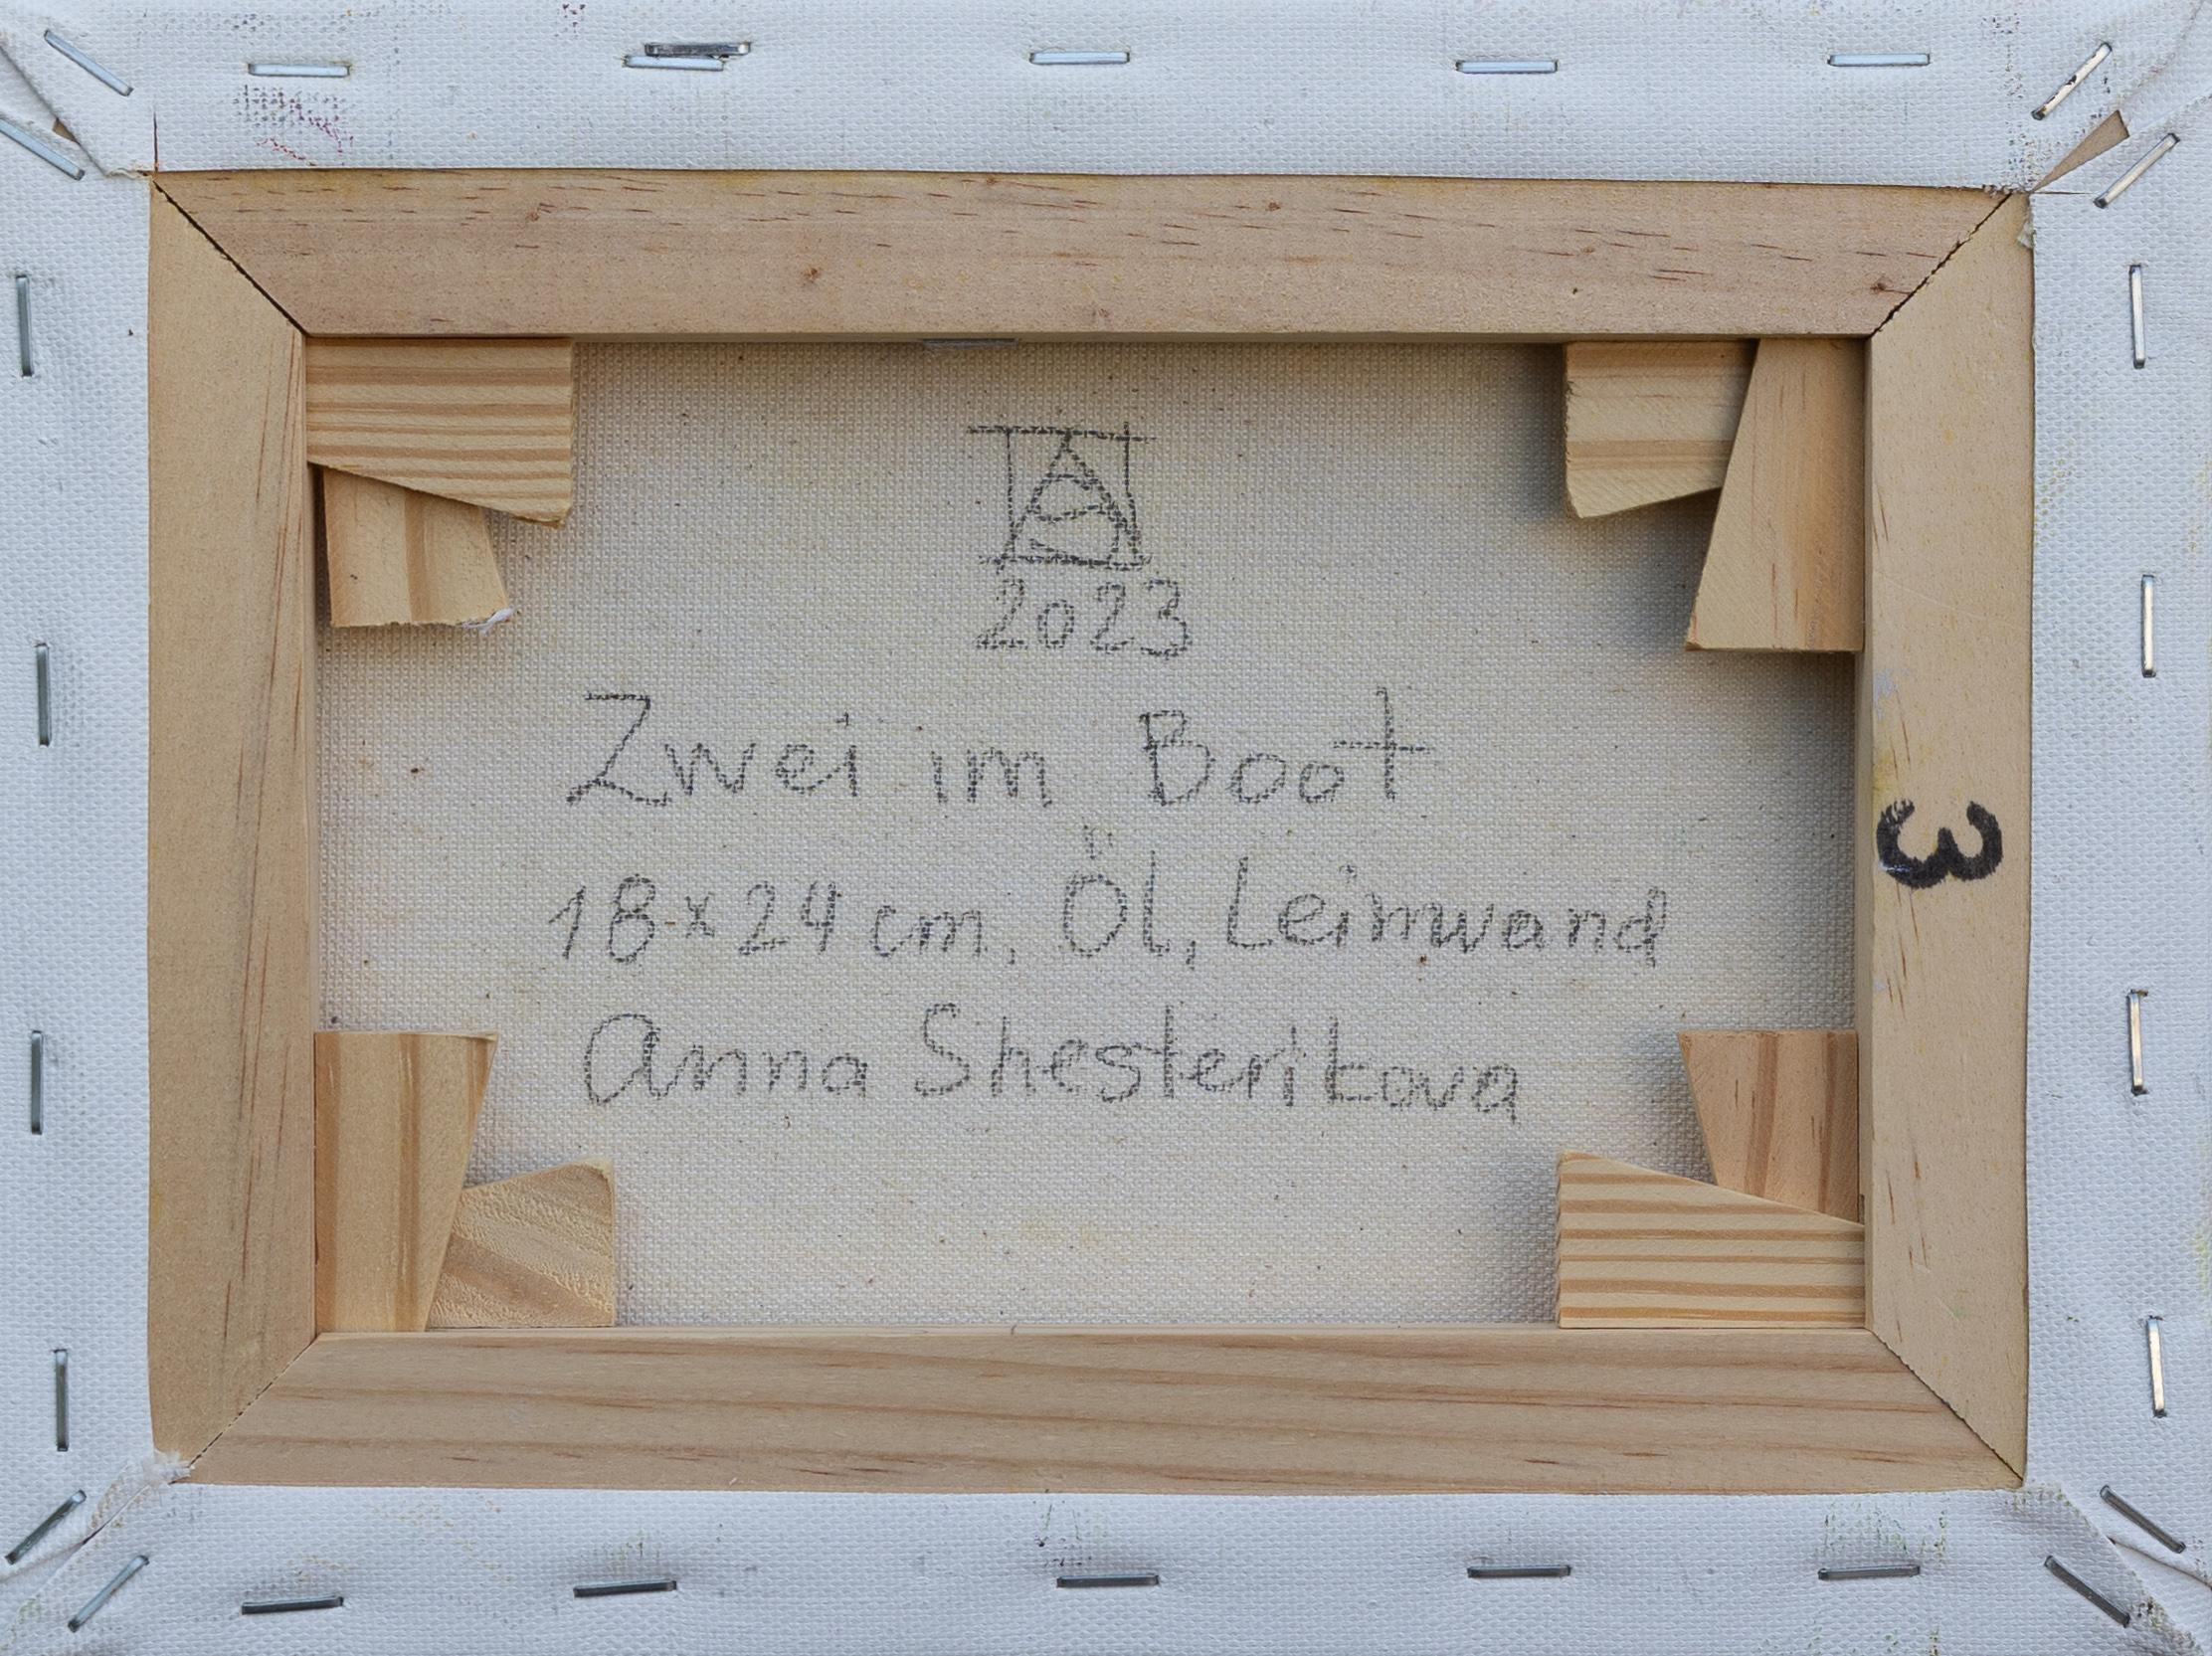 2023
Zwei im Boot
18x24 cm, Öl, Leinwand
Anna Shesterikova
3